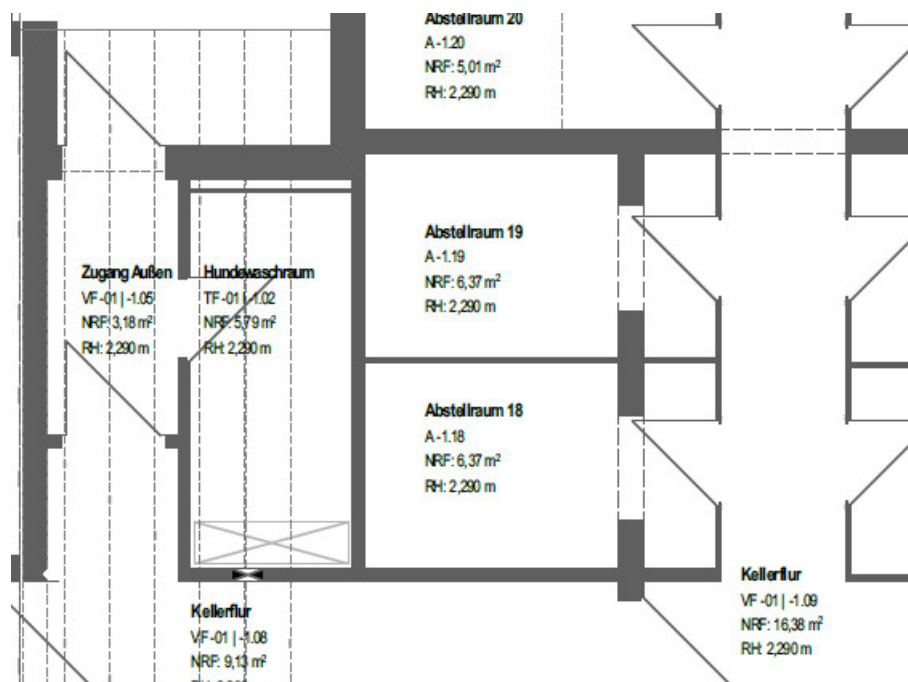 Abstellraum 20
A -1.20
NRF: 5,01 m²
RH: 2,290 m
Abstellraum 19
A -1.19
NRF: 6,37 m²
RH: 2,290 m
Zugang Außen
VF -01 | -1.05
NRF: 3,18 m²
RH: 2,290 m
Hundewaschraum
TF -01 | -1.02
NRF: 5,79 m²
RH: 2,290 m
Abstellraum 18
A -1.18
NRF: 6,37 m²
RH: 2,290 m
Kellerflur
VF -01 | -1.09
NRF: 16,38 m²
RH: 2,290 m
Kellerflur
VF -01 | -1.08
NRF: 9,13 m²